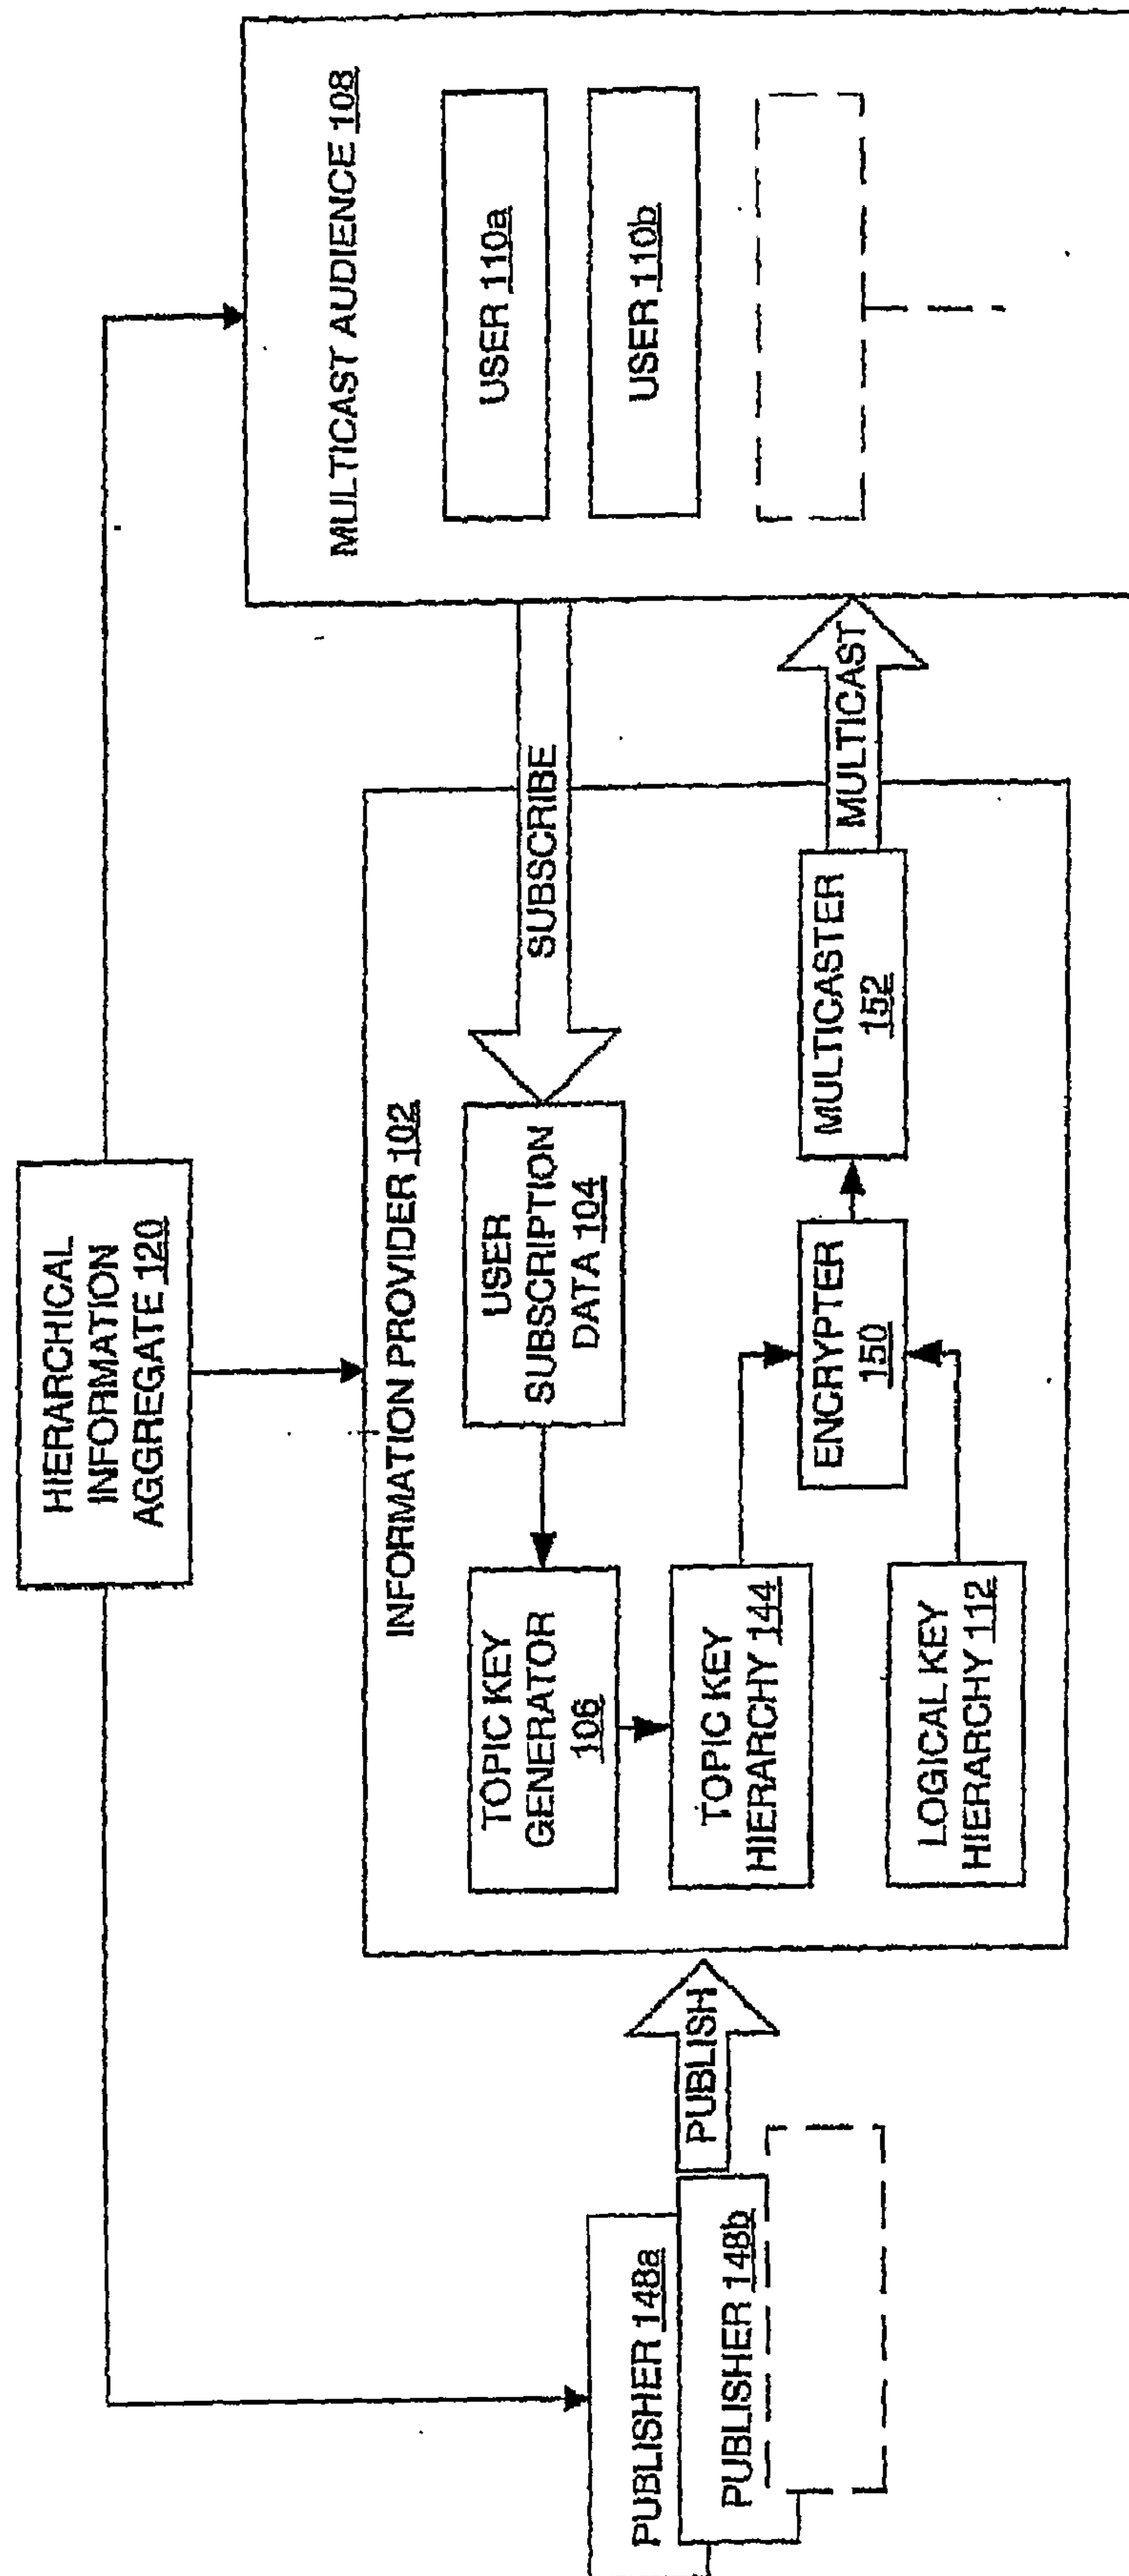 HIERARCHICAL
INFORMATION
AGGREGATE 120
INFORMATION PROVIDER 102
MULTICAST AUDIENCE 108
USER
SUBSCRIPTION
DATA 104
SUBSCRIBE
USER 110a
USER 110b
TOPIC KEY
GENERATOR
106
TOPIC KEY
HIERARCHY 144
LOGICAL KEY
HIERARCHY 112
ENCRYPTER
150
MULTICASTER
152
MULTICAST
PUBLISHER 148a
PUBLISHER 148b
PUBLISH